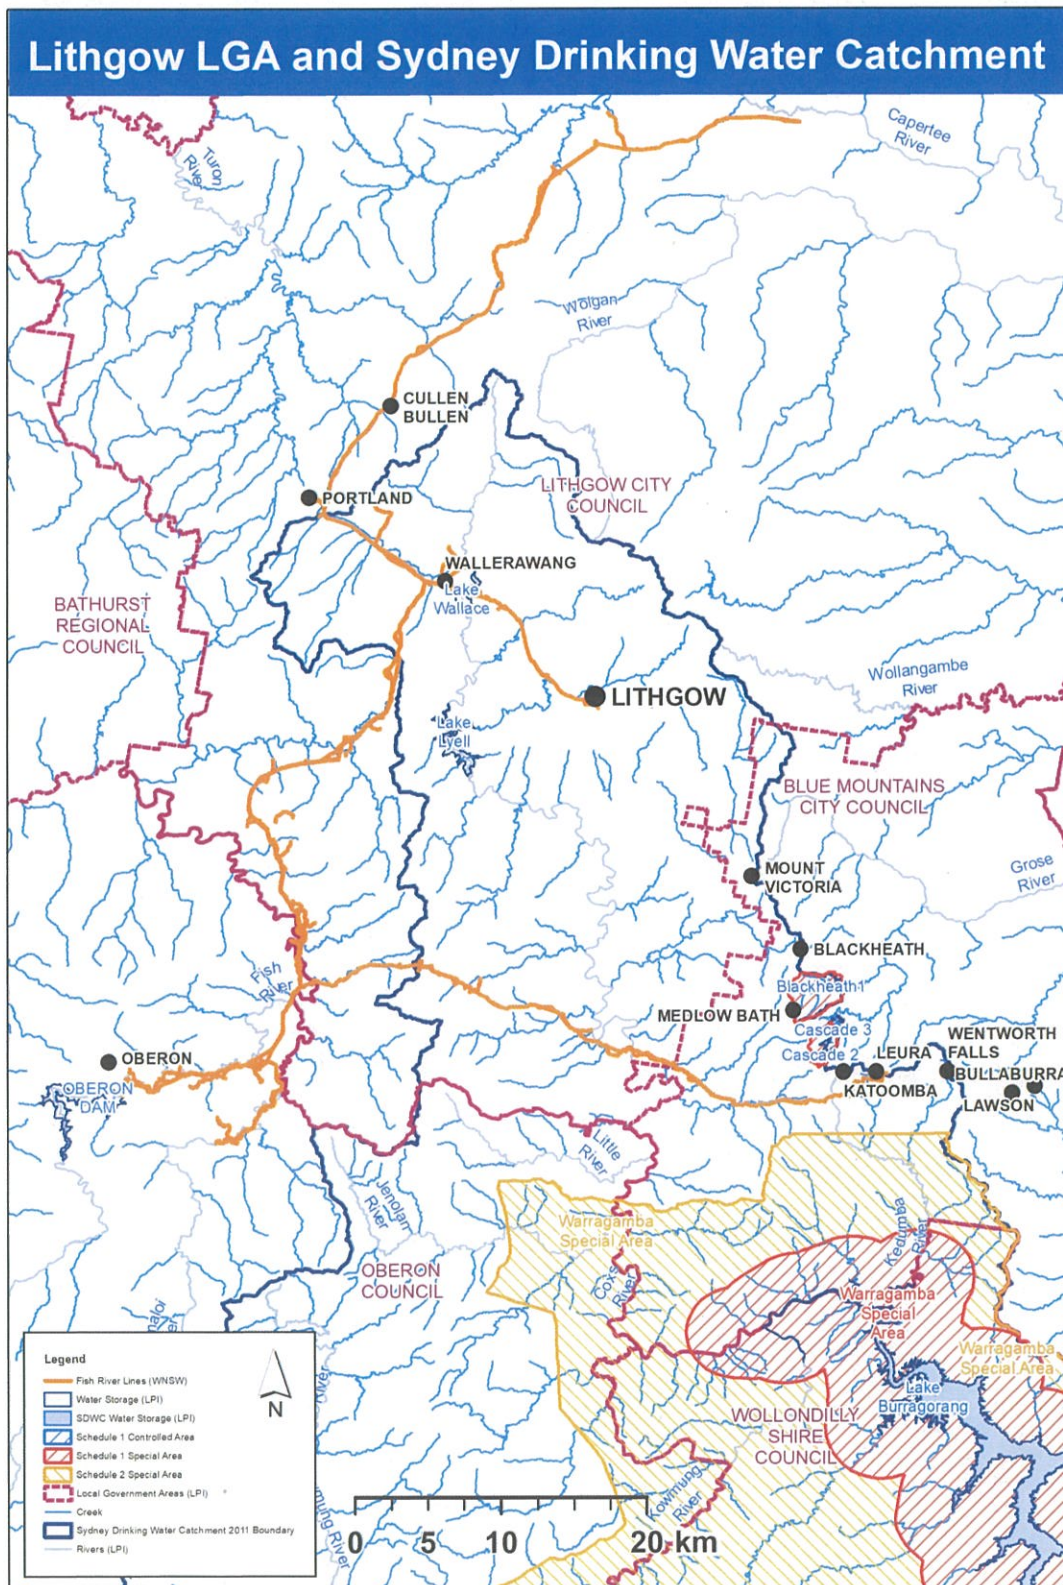 Lithgow LGA and Sydney Drinking Water Catchment
Capertee
River
Turon
River
Wolgan
River
CULLEN
BULLEN
LITHGOW CITY
COUNCIL
PORTLAND
WALLERAWANG
Lake
Wallace
BATHURST
REGIONAL
COUNCIL
Wollangambe
River
LITHGOW
Lake
Lyell
BLUE MOUNTAINS
CITY COUNCIL
Grose
River
MOUNT
VICTORIA
BLACKHEATH
Fish
River
Blackheath1
MEDLOW BATH
Cascade 3
Cascade 2
WENTWORTH
FALLS
LEURA
OBERON
BULLABURRA
KATOOMBA
LAWSON
OBERON
DAM
Little
River
Jenolan
River
Kedumba
River
Warragamba
Special Area
Coxs
River
OBERON
COUNCIL
Warragamba
Special
Area
Warragamba
Special Area
Lake
Burragorang
WOLLONDILLY
SHIRE
COUNCIL
Kowmung
River
Legend
Fish River Lines (WNSW)
Water Storage (LPI)
SDWC Water Storage (LPI)
Schedule 1 Controlled Area
Schedule 1 Special Area
Schedule 2 Special Area
Local Government Areas (LPI)
Creek
Sydney Drinking Water Catchment 2011 Boundary
Rivers (LPI)
N
River
0 5 10 20 km